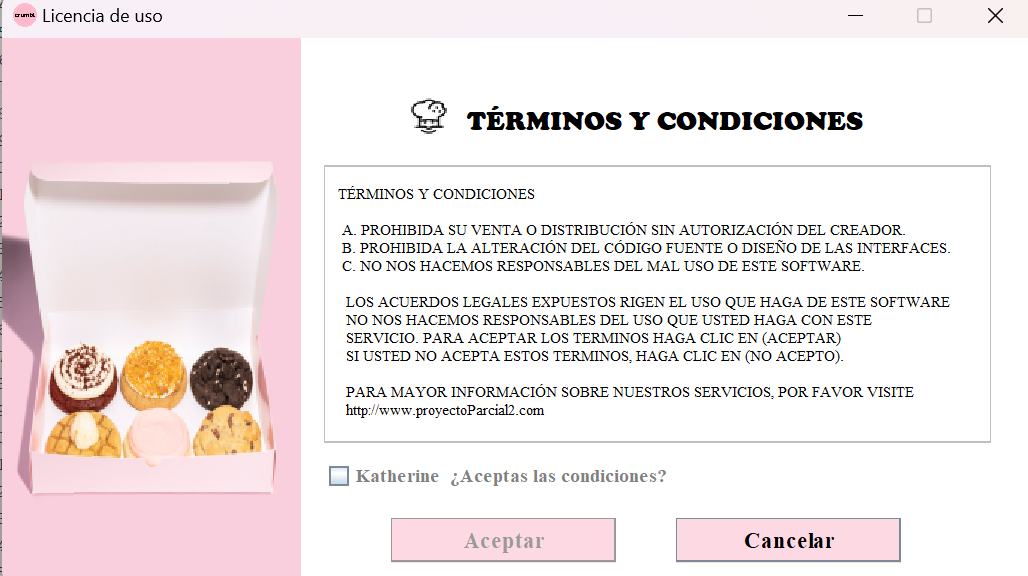 crumbl
Licencia de uso
TÉRMINOS Y CONDICIONES
TÉRMINOS Y CONDICIONES
A. PROHIBIDA SU VENTA O DISTRIBUCIÓN SIN AUTORIZACIÓN DEL CREADOR.
B. PROHIBIDA LA ALTERACIÓN DEL CÓDIGO FUENTE O DISEÑO DE LAS INTERFACES.
C. NO NOS HACEMOS RESPONSABLES DEL MAL USO DE ESTE SOFTWARE.
LOS ACUERDOS LEGALES EXPUESTOS RIGEN EL USO QUE HAGA DE ESTE SOFTWARE
NO NOS HACEMOS RESPONSABLES DEL USO QUE USTED HAGA CON ESTE
SERVICIO. PARA ACEPTAR LOS TERMINOS HAGA CLIC EN (ACEPTAR)
SI USTED NO ACEPTA ESTOS TERMINOS, HAGA CLIC EN (NO ACEPTO).
PARA MAYOR INFORMACIÓN SOBRE NUESTROS SERVICIOS, POR FAVOR VISITE
http://www.proyectoParcial2.com
Katherine ¿Aceptas las condiciones?
Aceptar
Cancelar